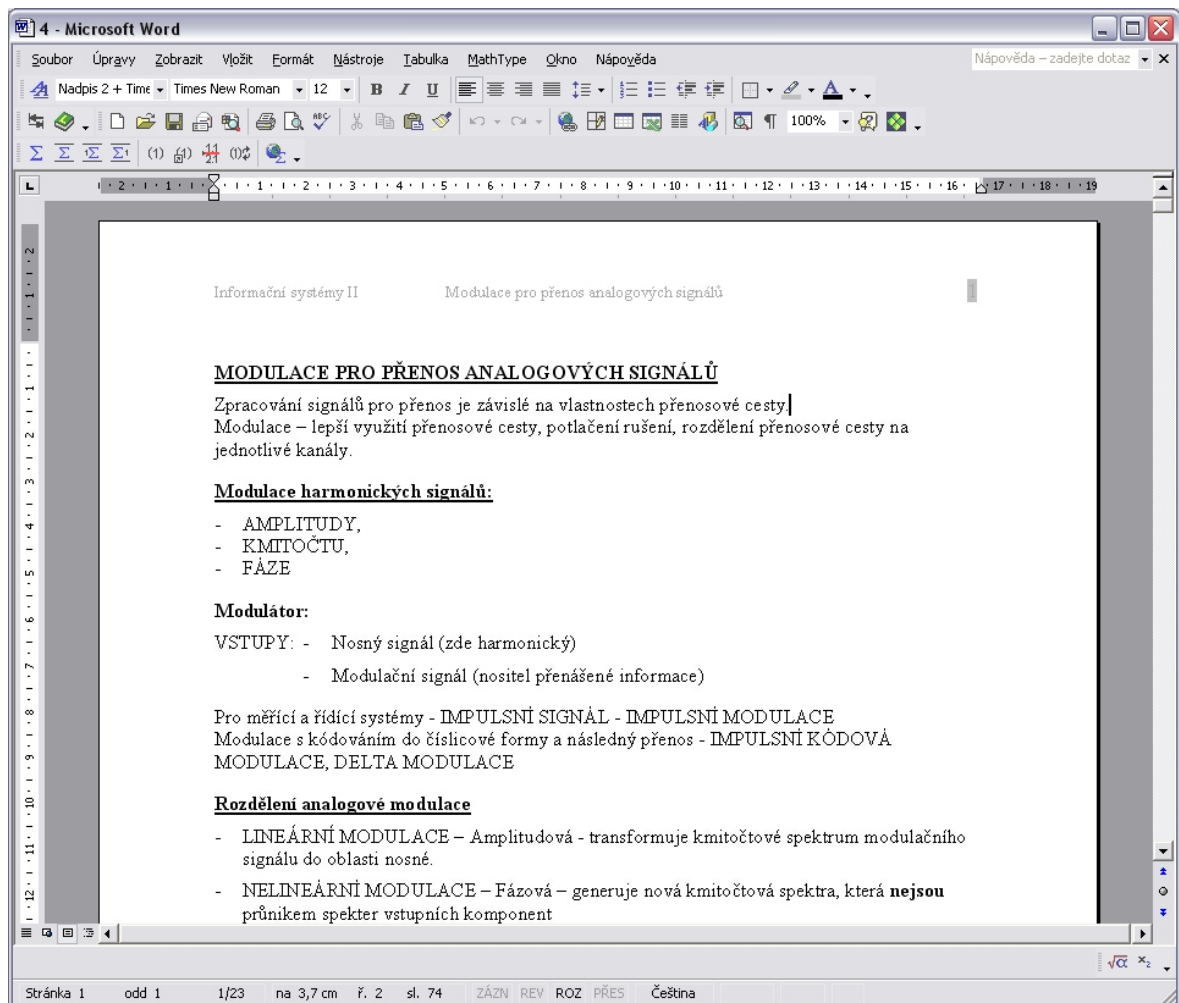 4 - Microsoft Word
Soubor Úpravy Zobrazit Vložit Formát Nástroje Tabulka MathType Okno Nápověda Nápověda – zadejte dotaz
Nadpis 2 + Time Times New Roman 12 B I U
100%
Informační systémy II Modulace pro přenos analogových signálů 1
MODULACE PRO PŘENOS ANALOGOVÝCH SIGNÁLŮ
Zpracování signálů pro přenos je závislé na vlastnostech přenosové cesty.
Modulace – lepší využití přenosové cesty, potlačení rušení, rozdělení přenosové cesty na
jednotlivé kanály.
Modulace harmonických signálů:
- AMPLITUDY,
- KMITOČTU,
- FÁZE
Modulátor:
VSTUPY: - Nosný signál (zde harmonický)
- Modulační signál (nositel přenášené informace)
Pro měřící a řídící systémy - IMPULSNÍ SIGNÁL - IMPULSNÍ MODULACE
Modulace s kódováním do číslicové formy a následný přenos - IMPULSNÍ KÓDOVÁ
MODULACE, DELTA MODULACE
Rozdělení analogové modulace
- LINEÁRNÍ MODULACE – Amplitudová - transformuje kmitočtové spektrum modulačního
signálu do oblasti nosné.
- NELINEÁRNÍ MODULACE – Fázová – generuje nová kmitočtová spektra, která nejsou
průnikem spekter vstupních komponent
Stránka 1 odd 1 1/23 na 3,7 cm ř. 2 sl. 74 ZÁZN REV ROZ PŘES Čeština